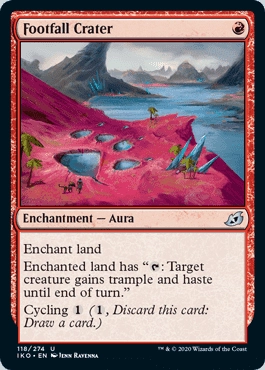 Footfall Crater
Enchantment — Aura
Enchant land
Enchanted land has “: Target
creature gains trample and haste
until end of turn.”
Cycling 1 (1, Discard this card:
Draw a card.)
118/274 U
IKO • EN Jenn Ravenna
™ & © 2020 Wizards of the Coast